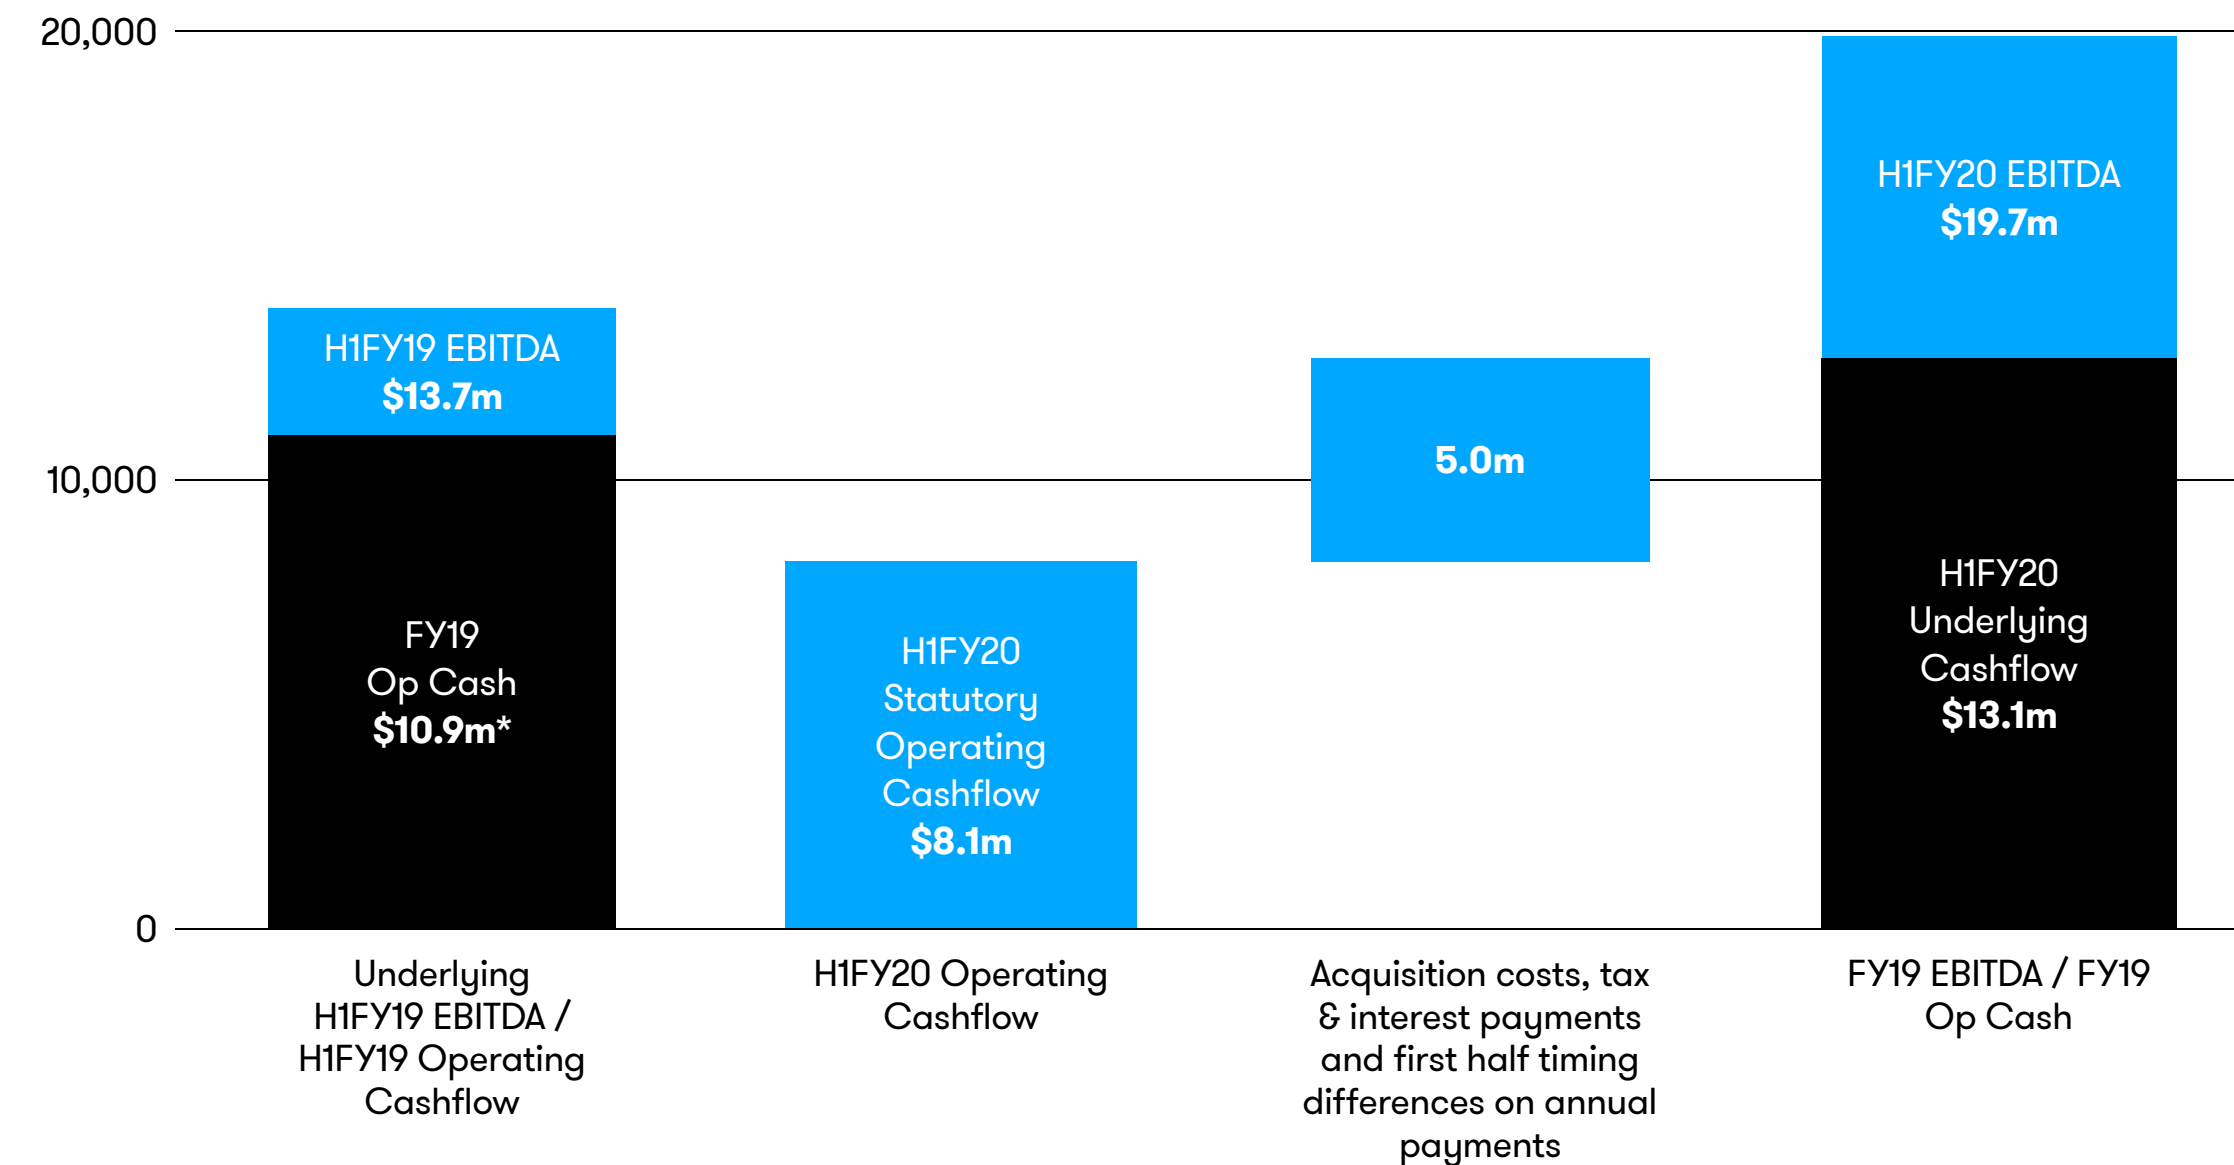 20,000
10,000
0
H1FY19 EBITDA
$13.7m
FY19
Op Cash
$10.9m*
H1FY20
Statutory
Operating
Cashflow
$8.1m
5.0m
H1FY20 EBITDA
$19.7m
H1FY20
Underlying
Cashflow
$13.1m
Underlying
H1FY19 EBITDA /
H1FY19 Operating
Cashflow
H1FY20 Operating
Cashflow
Acquisition costs, tax
& interest payments
and first half timing
differences on annual
payments
FY19 EBITDA / FY19
Op Cash